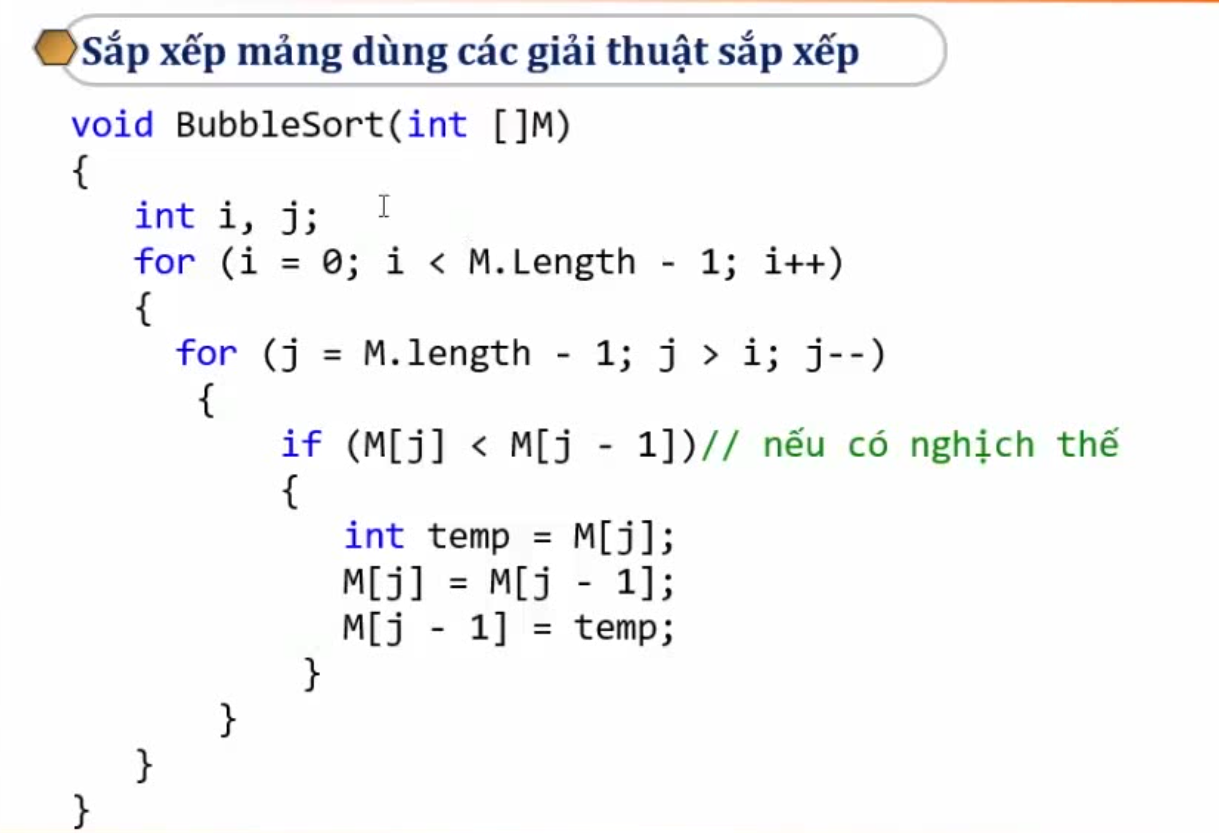 Sắp xếp mảng dùng các giải thuật sắp xếp
void BubbleSort(int []M)
{
int i, j;
for (i = 0; i < M.Length - 1; i++)
{
for (j = M.length - 1; j > i; j--)
{
if (M[j] < M[j - 1])// nếu có nghịch thế
{
int temp = M[j];
M[j] = M[j - 1];
M[j - 1] = temp;
}
}
}
}